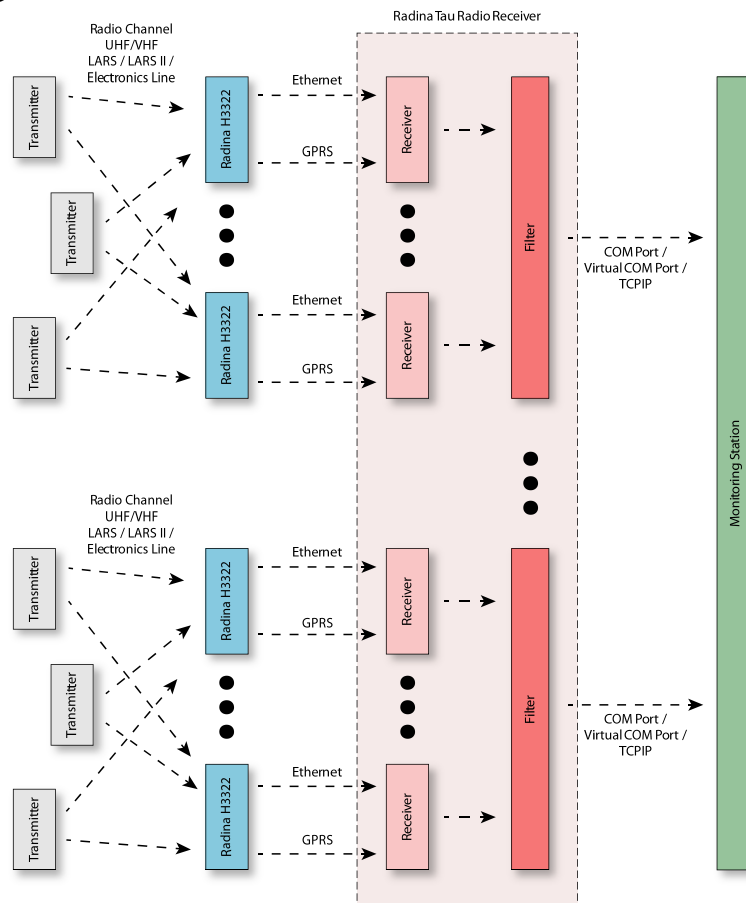 Radina Tau Radio Receiver
Radio Channel
UHF/VHF
LARS / LARS II /
Electronics Line
Transmitter
Transmitter
Transmitter
Radina H3322
Radina H3322
Ethernet
GPRS
Ethernet
GPRS
Receiver
Receiver
Filter
COM Port /
Virtual COM Port /
TCPIP
Monitoring Station
Radio Channel
UHF/VHF
LARS / LARS II /
Electronics Line
Transmitter
Transmitter
Transmitter
Radina H3322
Radina H3322
Ethernet
GPRS
Ethernet
GPRS
Receiver
Receiver
Filter
COM Port /
Virtual COM Port /
TCPIP